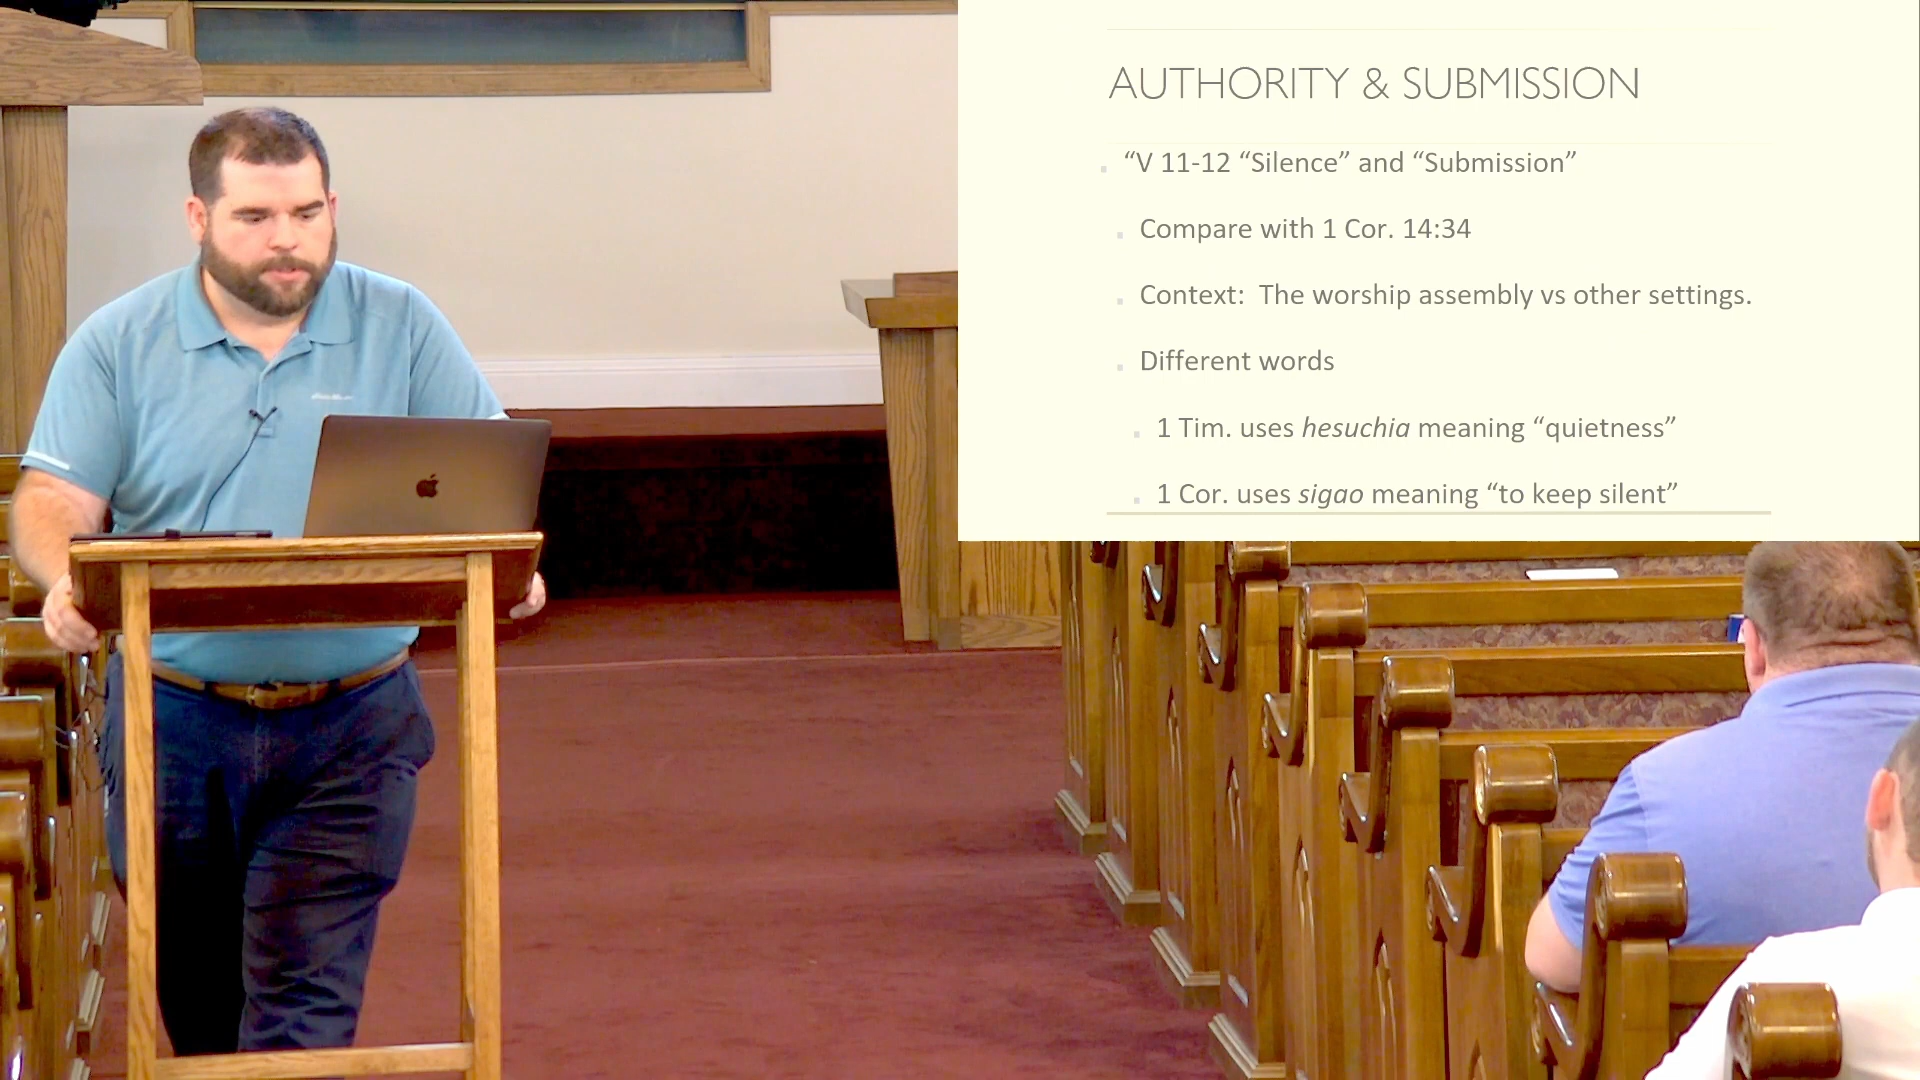 AUTHORITY & SUBMISSION
“V 11-12 “Silence” and “Submission”
Compare with 1 Cor. 14:34
Context:  The worship assembly vs other settings.
Different words
1 Tim. uses hesuchia meaning “quietness”
1 Cor. uses sigao meaning “to keep silent”